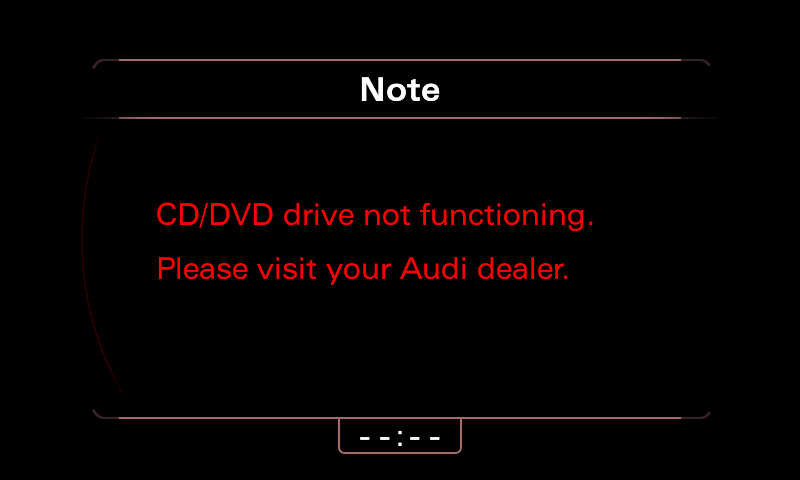 Note
CD/DVD drive not functioning.
Please visit your Audi dealer.
--:--